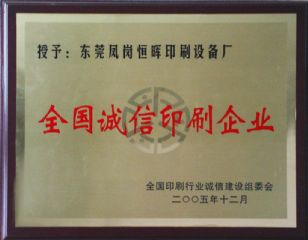 授予：东莞凤岗恒晖印刷设备厂
全国诚信印刷企业
全国印刷行业诚信建设组委会
二〇〇五年十二月